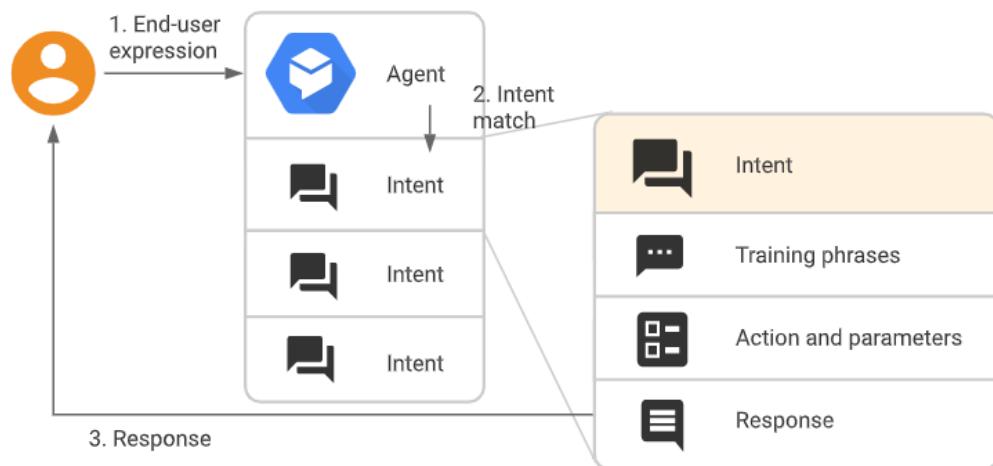 1. End-user
expression
Agent
2. Intent
match
Intent
Intent
Intent
Intent
Training phrases
Action and parameters
Response
3. Response